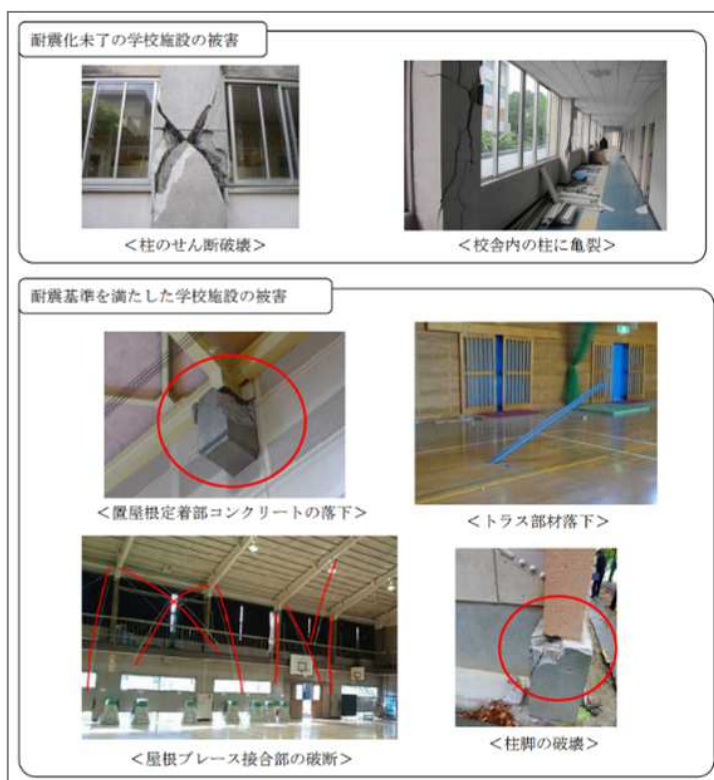 耐震化未了の学校施設の被害
＜柱のせん断破壊＞
＜校舎内の柱に亀裂＞
耐震基準を満たした学校施設の被害
＜置屋根定着部コンクリートの落下＞
＜トラス部材落下＞
＜屋根ブレース接合部の破断＞
＜柱脚の破壊＞